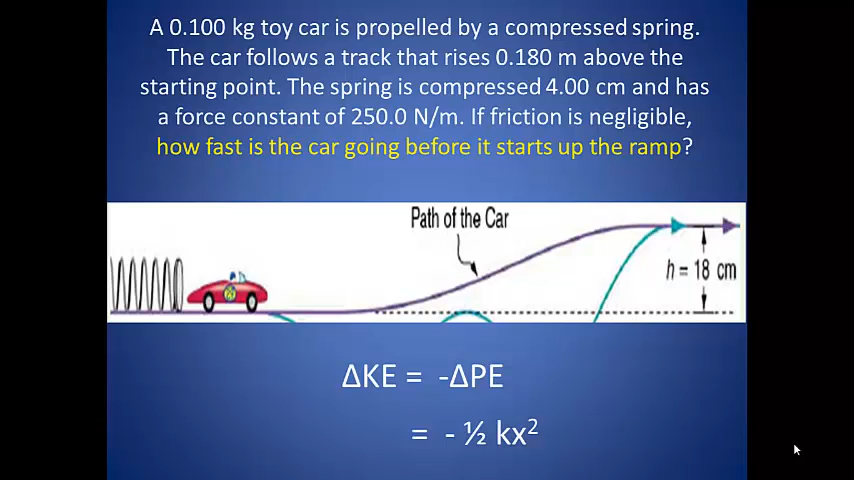 A 0.100 kg toy car is propelled by a compressed spring.
The car follows a track that rises 0.180 m above the
starting point. The spring is compressed 4.00 cm and has
a force constant of 250.0 N/m. If friction is negligible,
how fast is the car going before it starts up the ramp?
Path of the Car
h = 18 cm
ΔKE = -ΔPE
= - ½ kx²